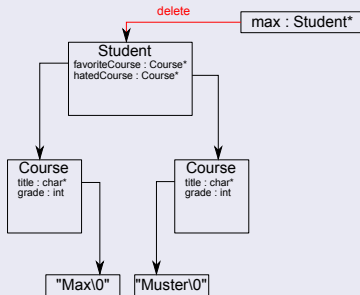 delete
max : Student*
Student
favoriteCourse : Course*
hatedCourse : Course*
Course
title : char*
grade : int
Course
title : char*
grade : int
"Max\0"
"Muster\0"